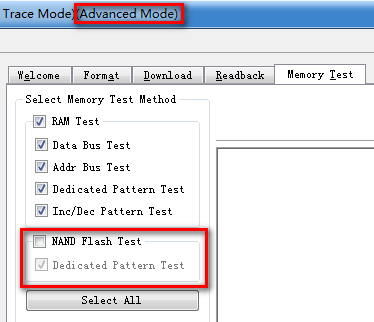 Trace Mode)(Advanced Mode)
Welcome Format Download Readback Memory Test
Select Memory Test Method
RAM Test
Data Bus Test
Addr Bus Test
Dedicated Pattern Test
Inc/Dec Pattern Test
NAND Flash Test
Dedicated Pattern Test
Select All